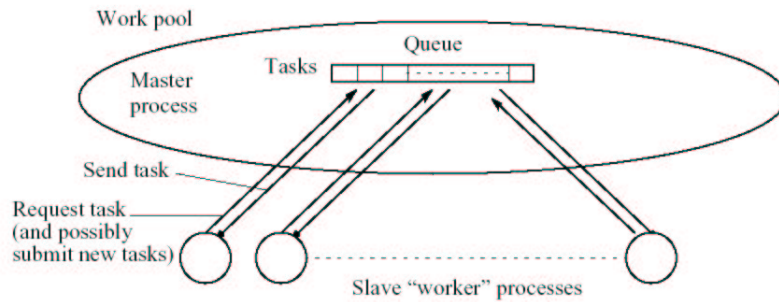 Work pool
Queue
Tasks
Master
process
Send task
Request task
(and possibly
submit new tasks)
Slave “worker” processes